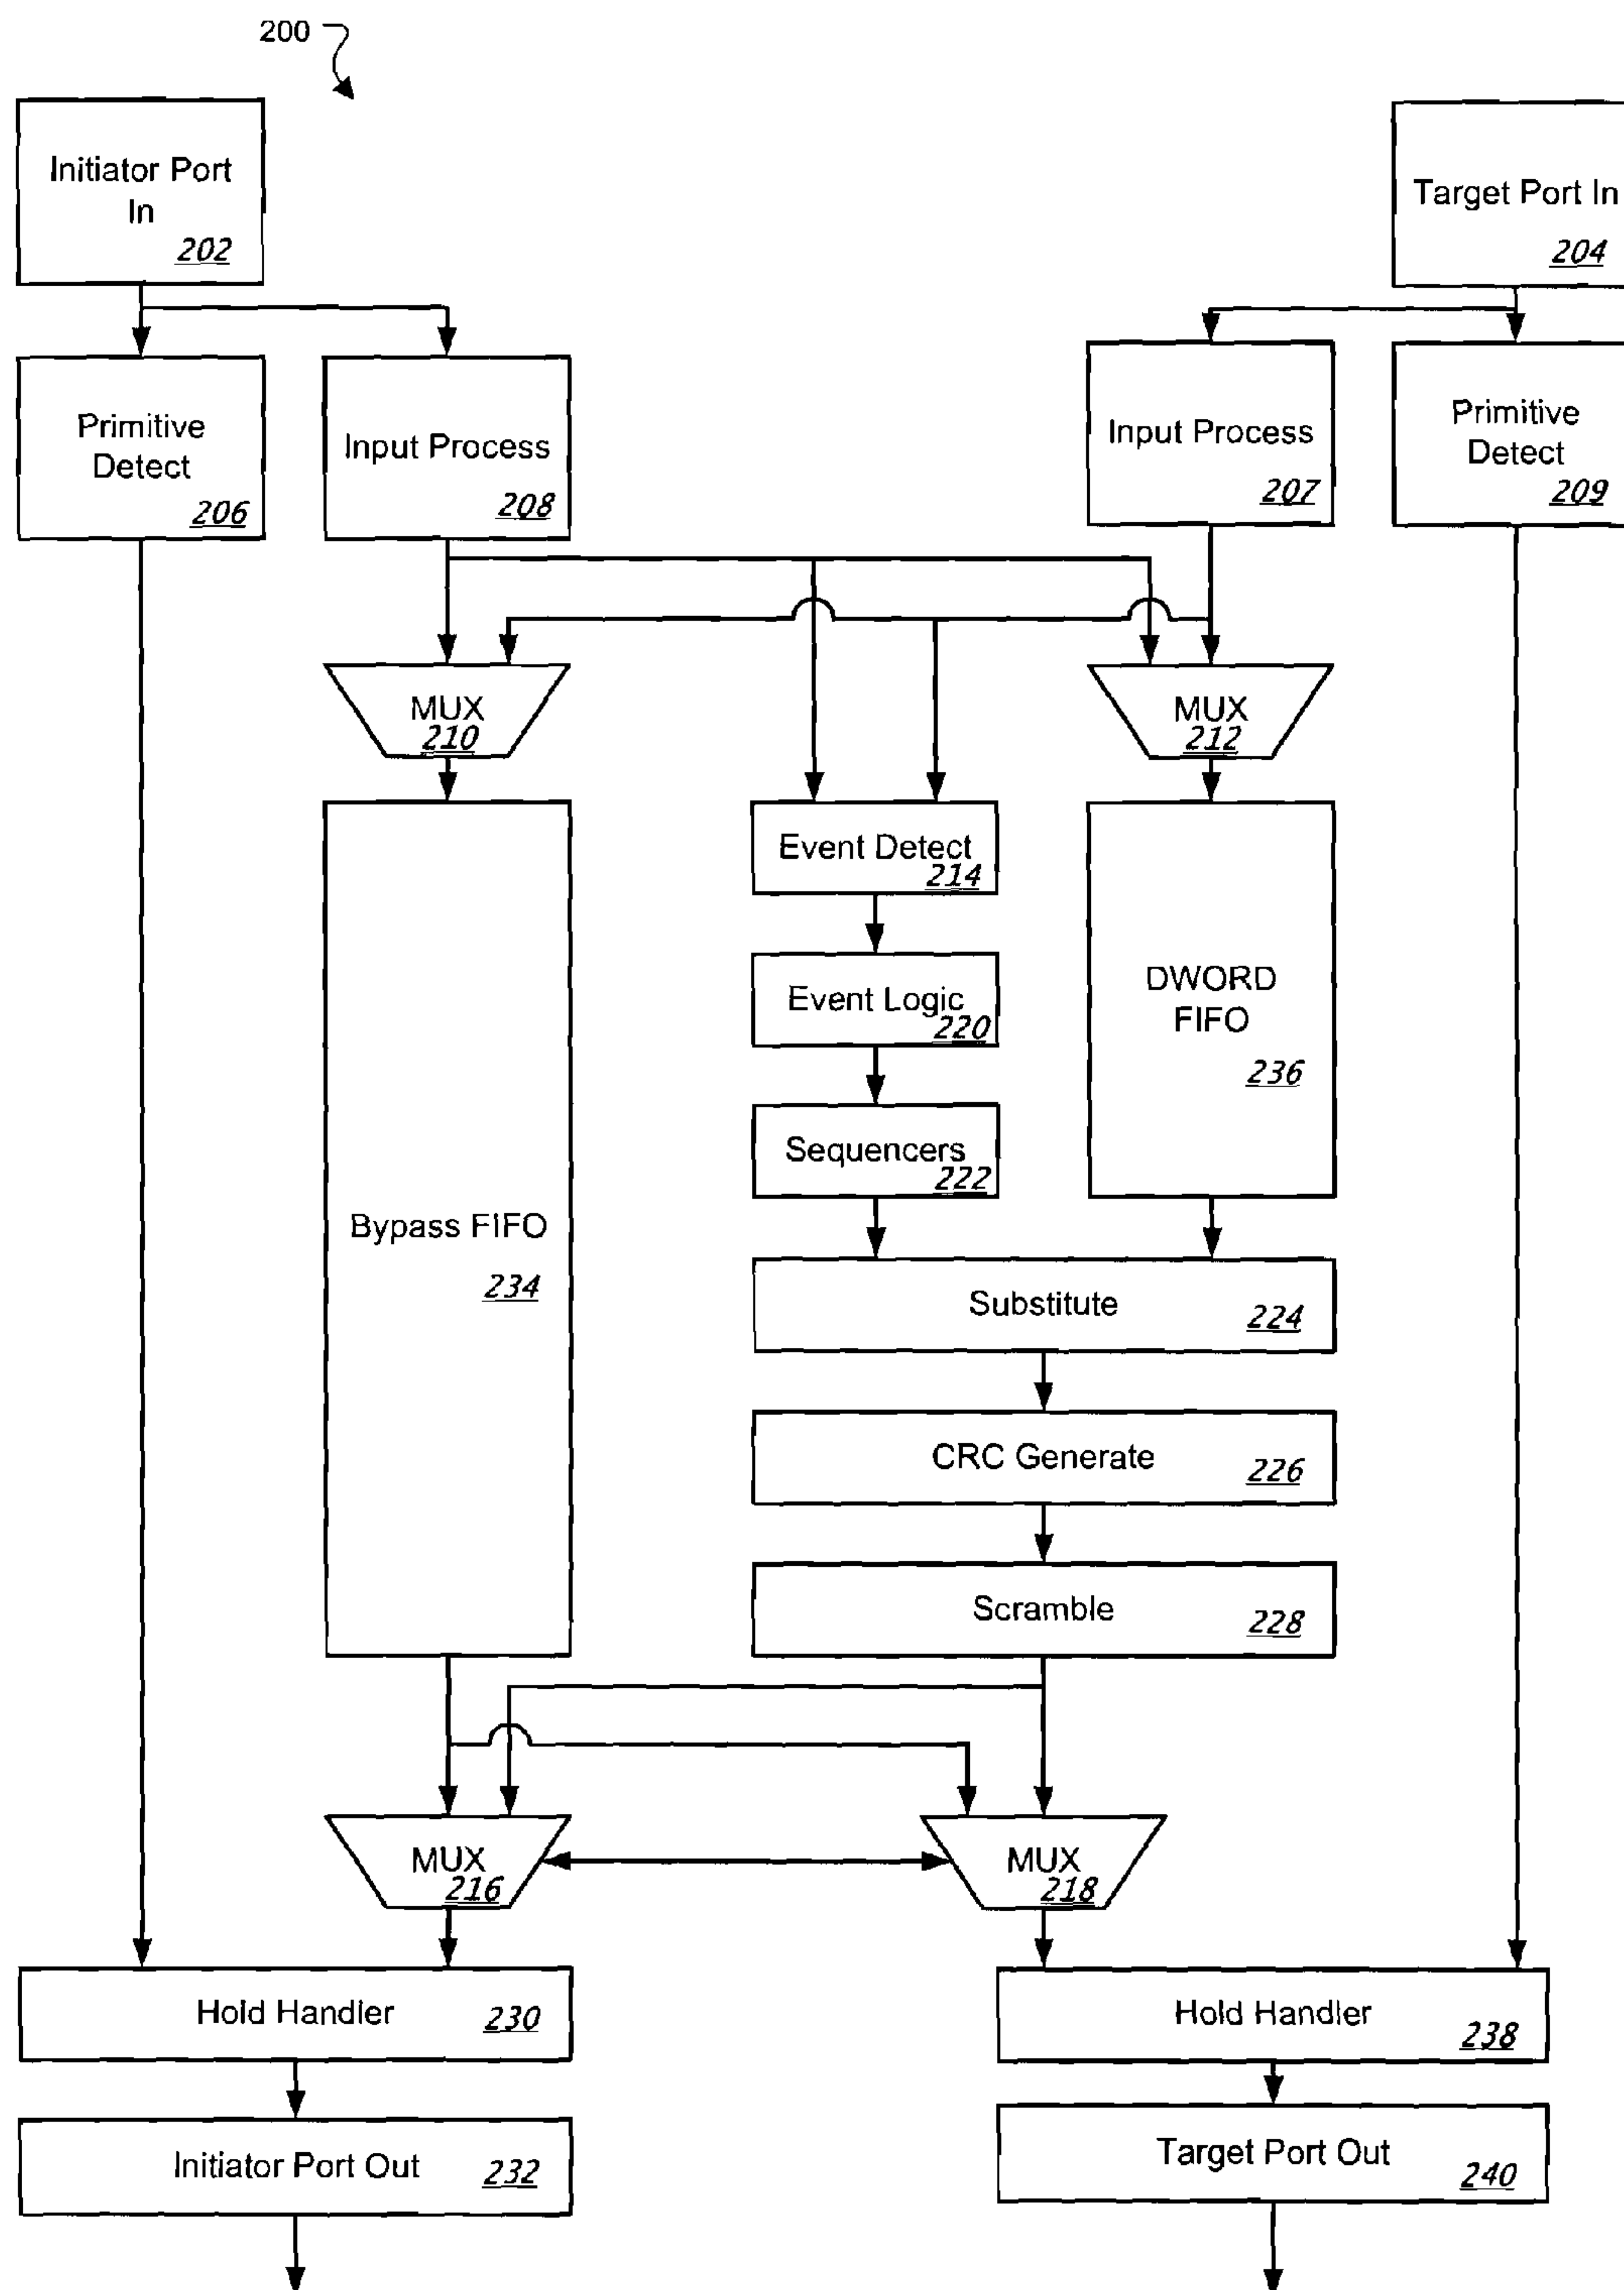 200
Initiator Port
In
202
Target Port In
204
Primitive
Detect
206
Input Process
208
Input Process
207
Primitive
Detect
209
MUX
210
MUX
212
Event Detect
214
Event Logic
220
DWORD
FIFO
236
Sequencers
222
Bypass FIFO
234
Substitute
224
CRC Generate
226
Scramble
228
MUX
216
MUX
218
Hold Handler
230
Hold Handler
238
Initiator Port Out
232
Target Port Out
240